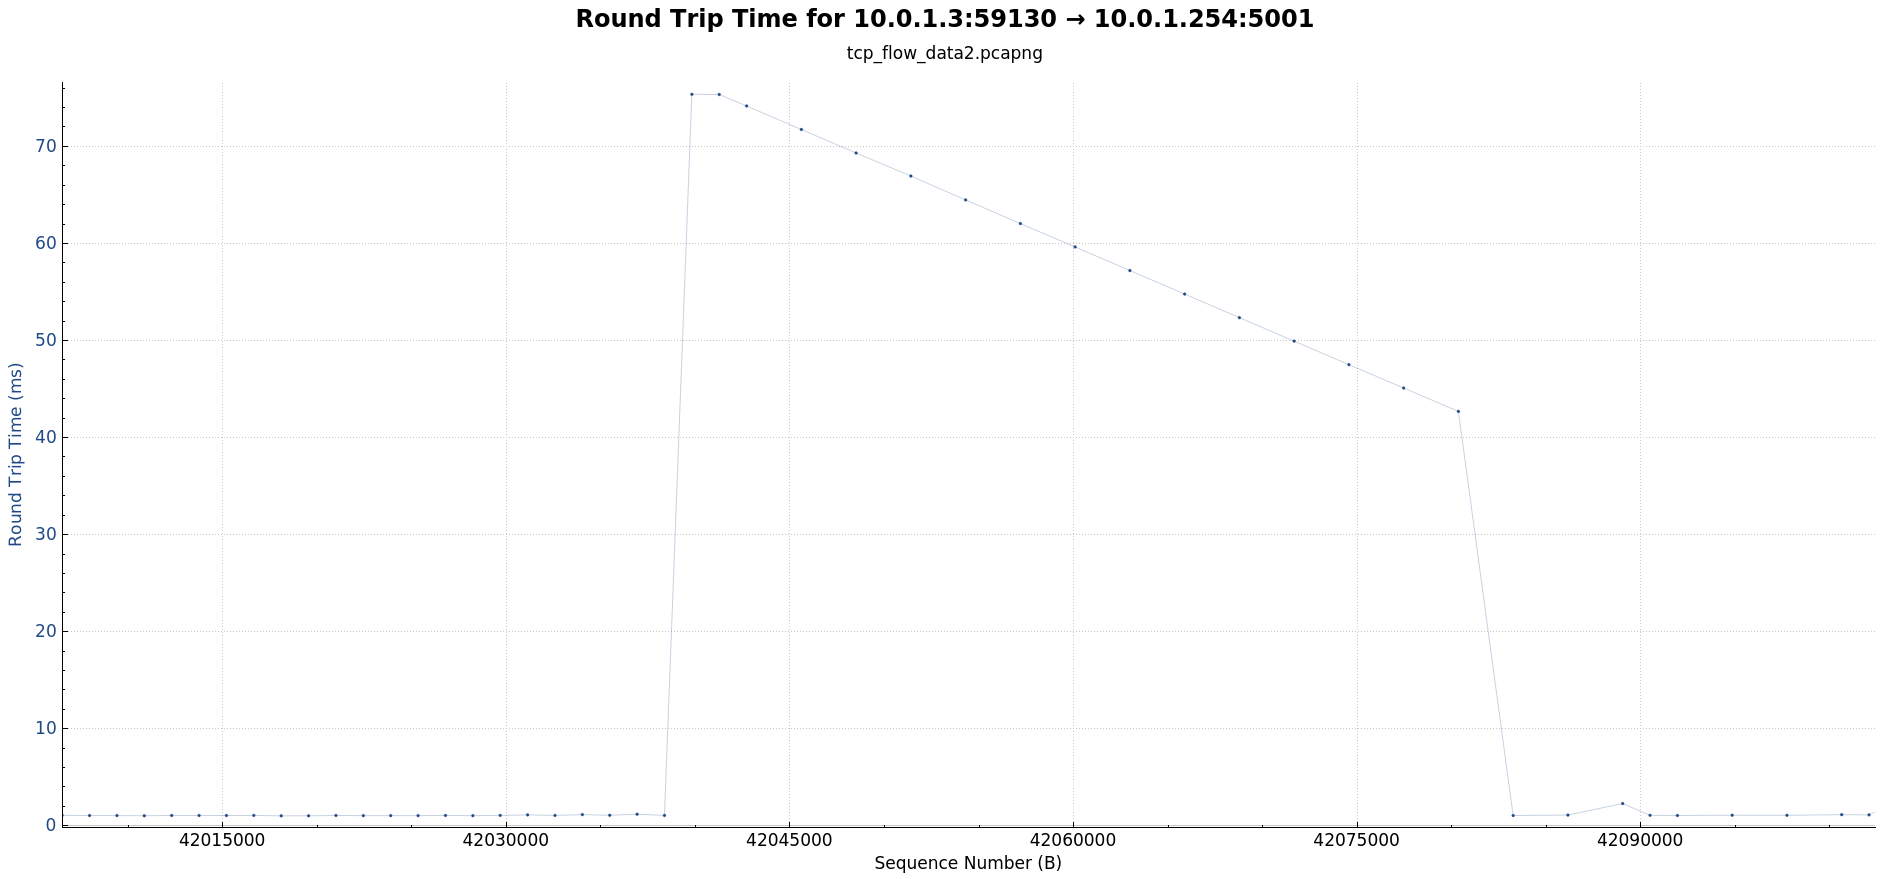 Round Trip Time for 10.0.1.3:59130 → 10.0.1.254:5001
tcp_flow_data2.pcapng
Round Trip Time (ms)
70
60
50
40
30
20
10
0
42015000 42030000 42045000 42060000 42075000 42090000
Sequence Number (B)